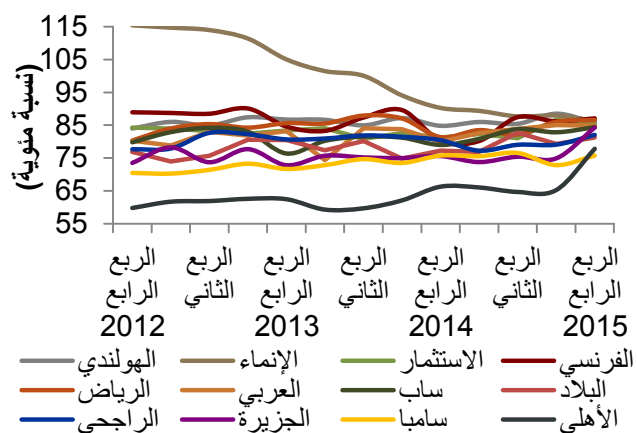 (نسبة مئوية)
115
105
95
85
75
65
55
الربع الربع الربع الربع الربع الربع الربع
الرابع الثاني الرابع الثاني الرابع الثاني الرابع
2012 2013 2014 2015
الهولندي الإنماء الاستثمار الفرنسي
الرياض العربي ساب البلاد
الراجحي الجزيرة سامبا الأهلي